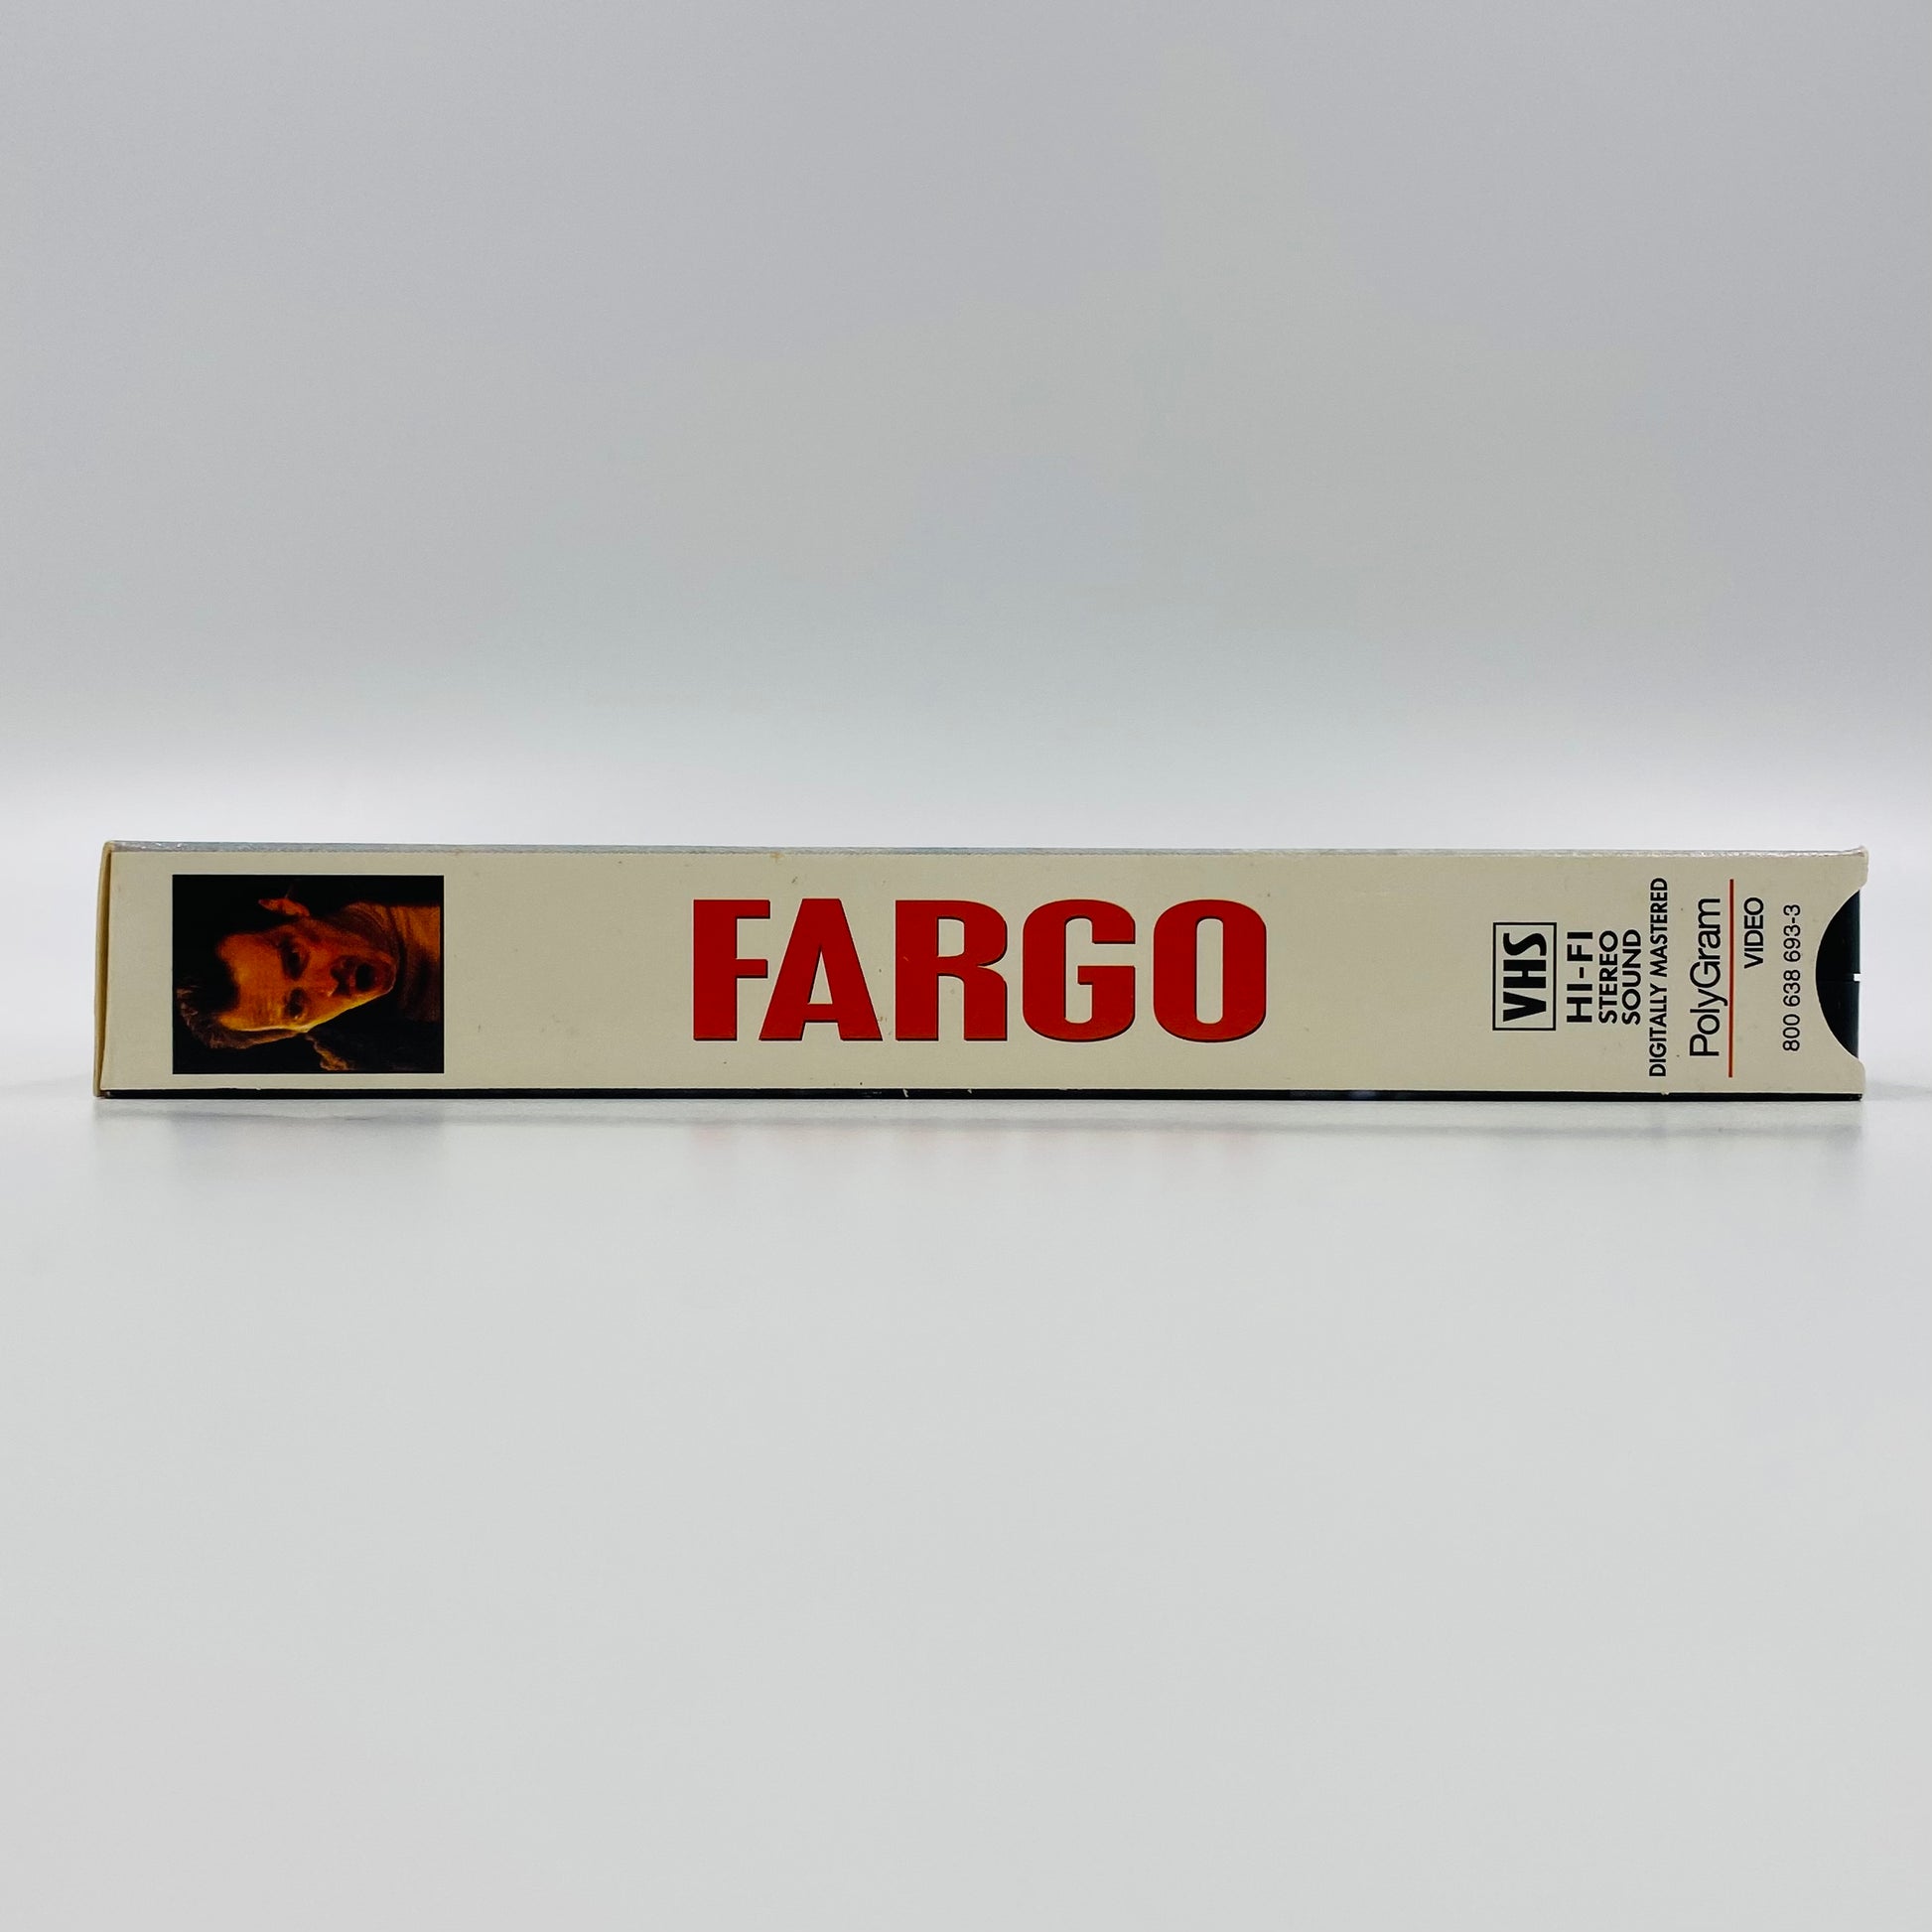 FARGO
VHS
HI-FI
STEREO
SOUND
DIGITALLY MASTERED
PolyGram
VIDEO
800 638 693-3